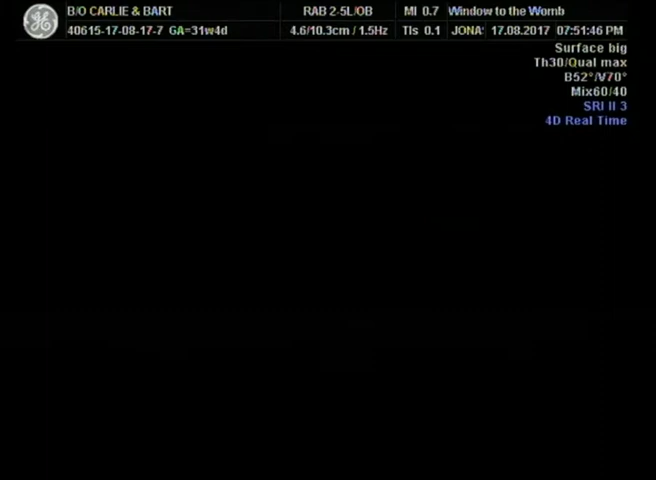 B/O CARLIE & BART RAB 2-5L/OB MI 0.7 Window to the Womb
40615-17-08-17-7 GA=31w4d 4.6/10.3cm / 1.5Hz TIs 0.1 JONA: 17.08.2017 07:51:46 PM
Surface big
Th30/Qual max
B52°/V70°
Mix60/40
SRI II 3
4D Real Time